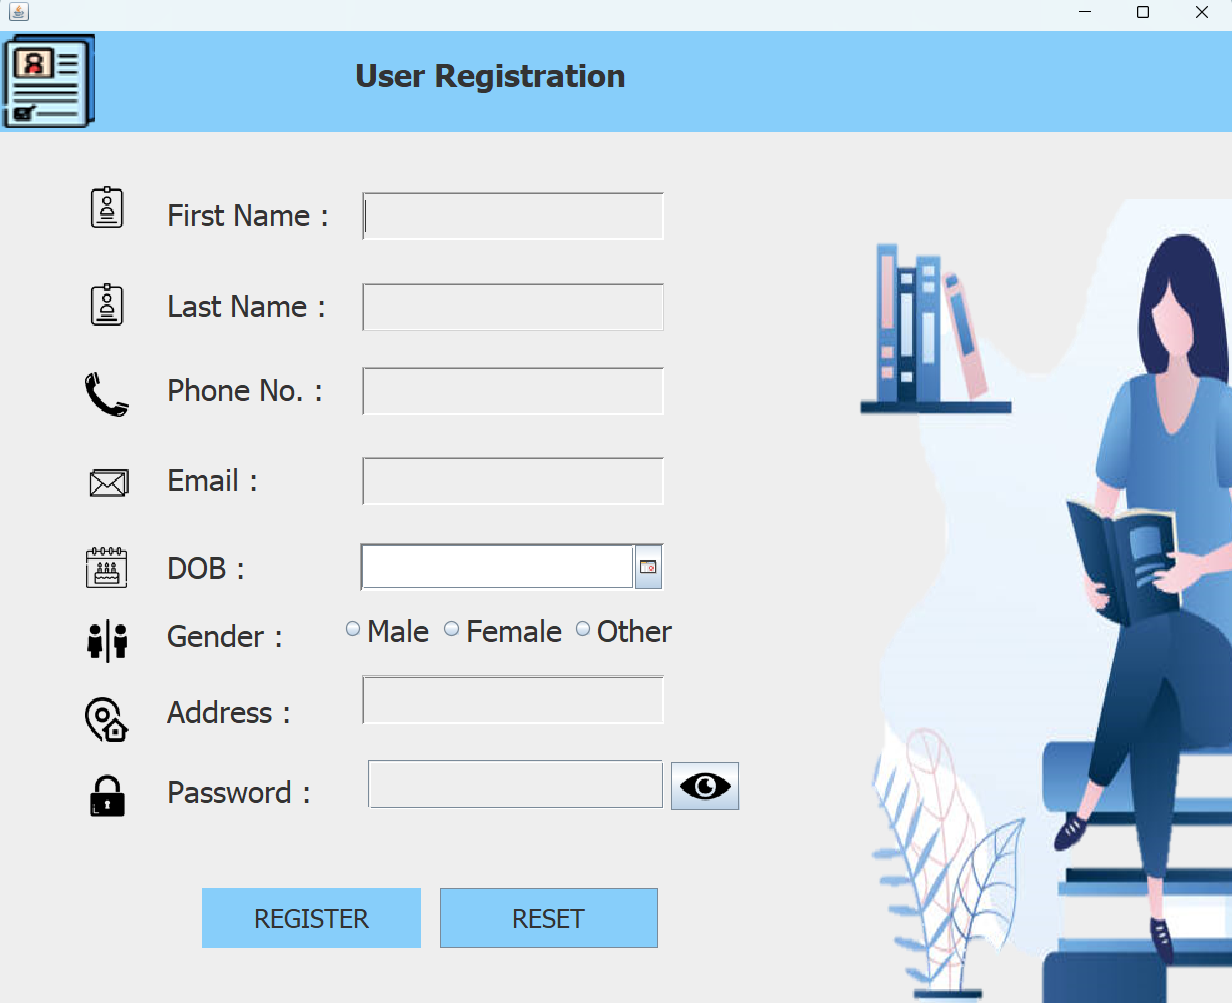 User Registration
First Name :
Last Name :
Phone No. :
Email :
DOB :
Gender : Male Female Other
Address :
Password :
REGISTER RESET